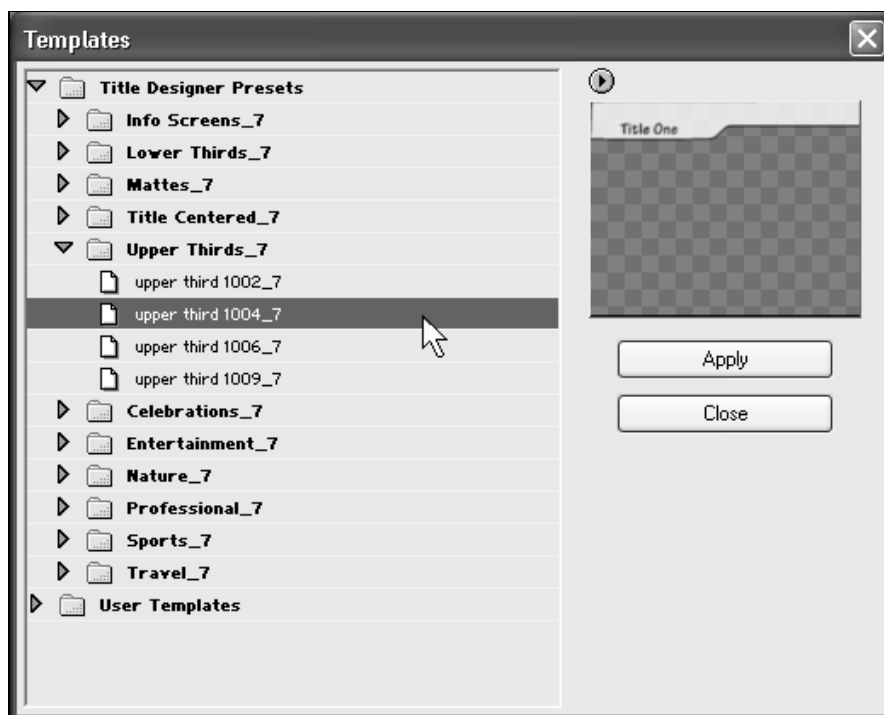 Templates
Title Designer Presets
Info Screens_7
Lower Thirds_7
Mattes_7
Title Centered_7
Upper Thirds_7
upper third 1002_7
upper third 1004_7
upper third 1006_7
upper third 1009_7
Celebrations_7
Entertainment_7
Nature_7
Professional_7
Sports_7
Travel_7
User Templates
Title One
Apply
Close